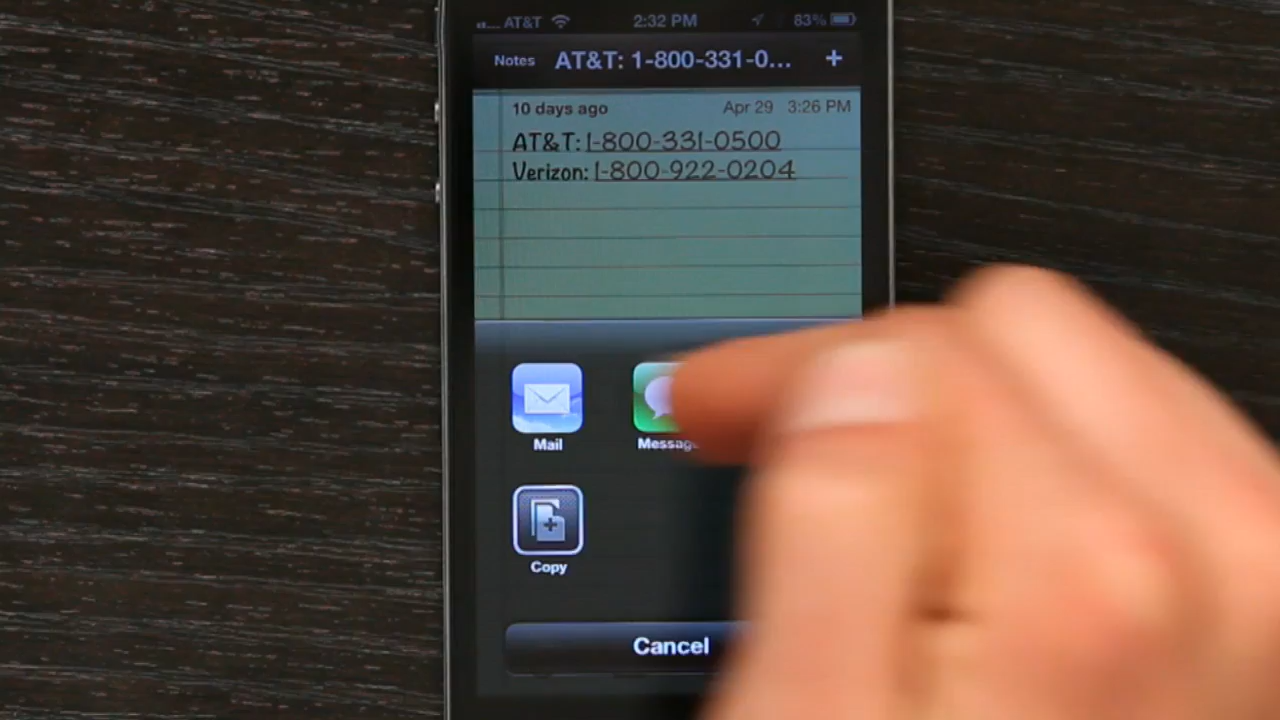 AT&T 2:32 PM 83%
Notes AT&T: 1-800-331-0... +
10 days ago Apr 29 3:26 PM
AT&T: 1-800-331-0500
Verizon: 1-800-922-0204
Mail
Copy
Cancel